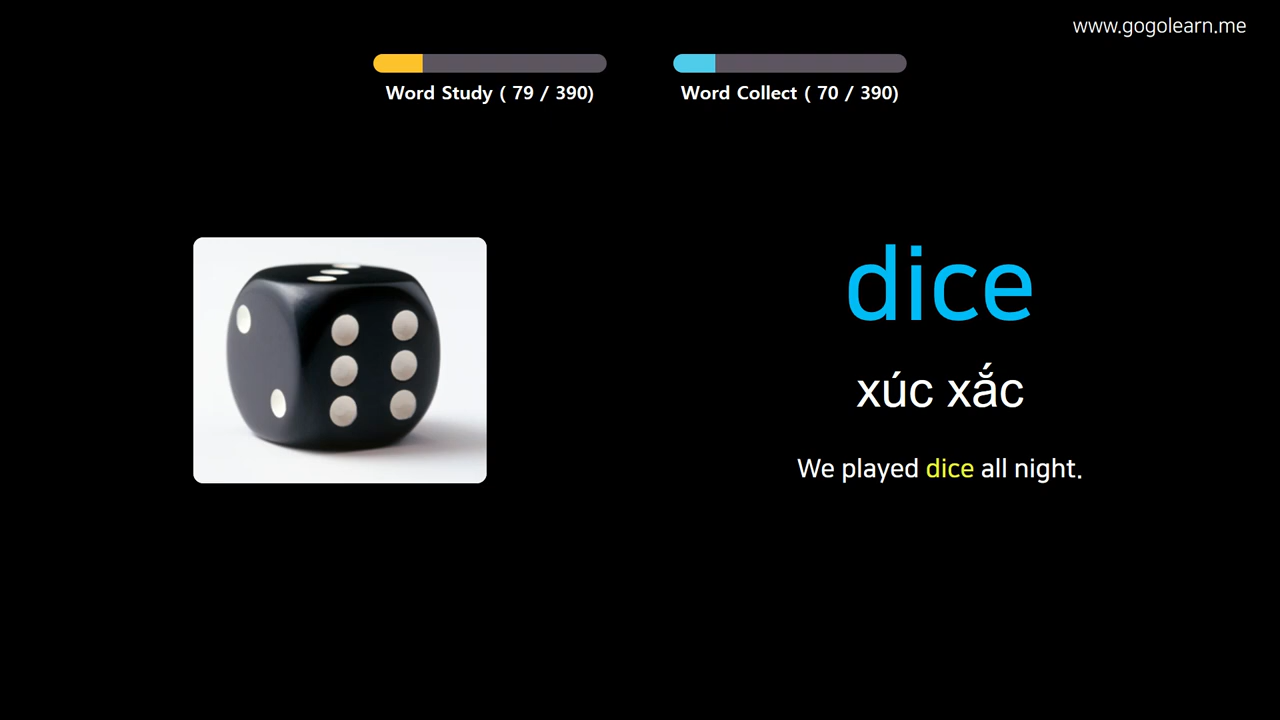 www.gogolearn.me
Word Study ( 79 / 390)
Word Collect ( 70 / 390)
dice
xúc xắc
We played dice all night.